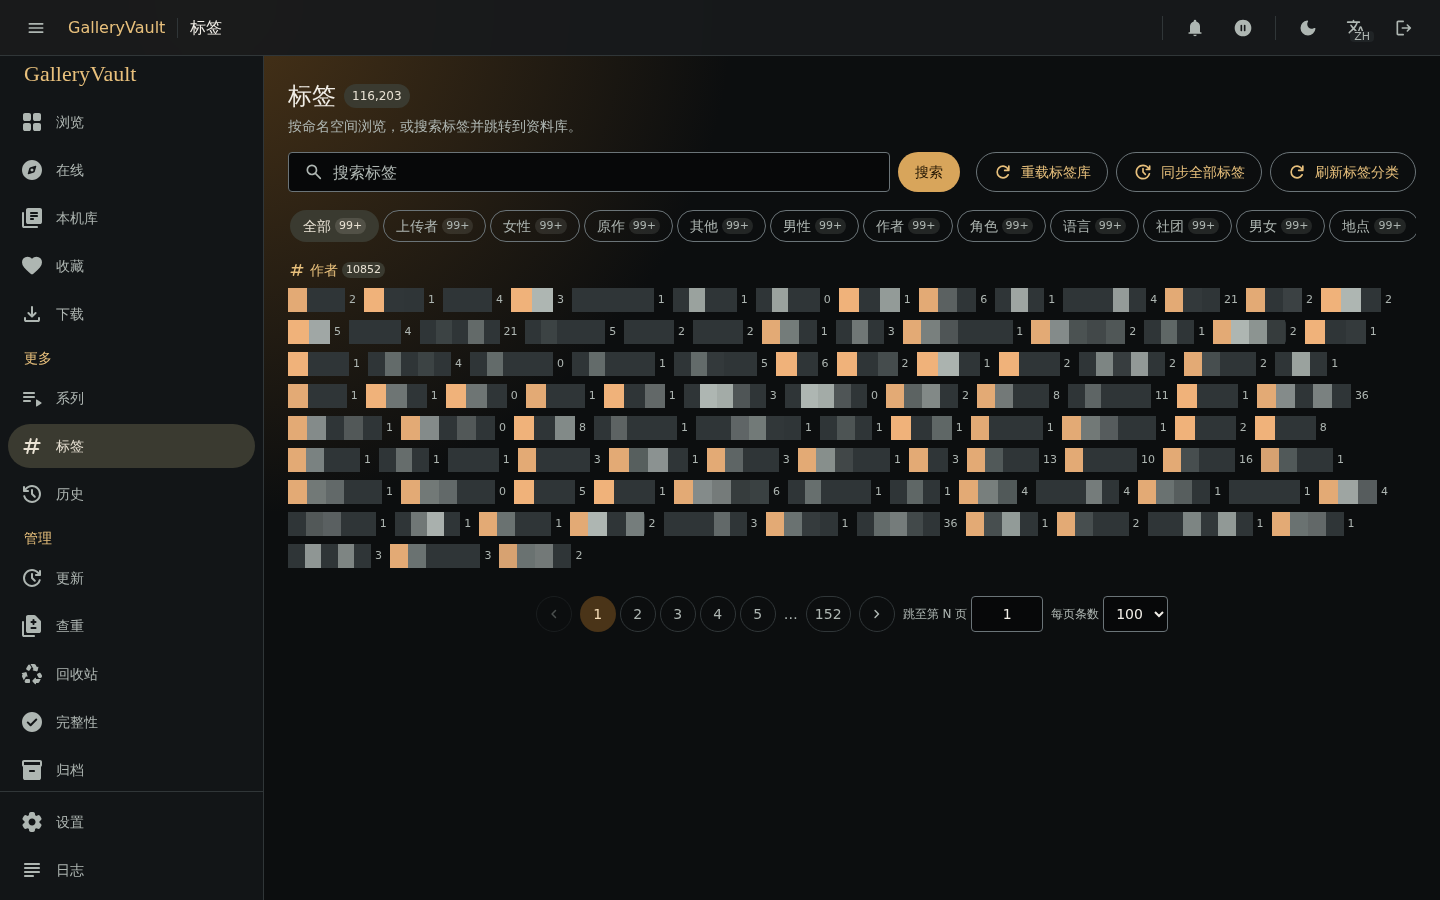 GalleryVault 标签 ZH
GalleryVault
浏览
在线
本机库
收藏
下载
更多
系列
标签
历史
管理
更新
查重
回收站
完整性
归档
设置
日志
标签 116,203
按命名空间浏览，或搜索标签并跳转到资料库。
搜索标签 搜索 重载标签库 同步全部标签 刷新标签分类
全部 99+ 上传者 99+ 女性 99+ 原作 99+ 其他 99+ 男性 99+ 作者 99+ 角色 99+ 语言 99+ 社团 99+ 男女 99+ 地点 99+
# 作者 10852
2 1 4 3 1 1 0 1 6 1 4 21 2 2
5 4 21 5 2 2 1 3 1 2 1 2 1
1 4 0 1 5 6 2 1 2 2 2 1
1 1 0 1 1 3 0 2 8 11 1 36
1 0 8 1 1 1 1 1 1 2 8
1 1 1 3 1 3 1 3 13 10 16 1
1 0 5 1 6 1 1 4 4 1 1 4
1 1 1 2 3 1 36 1 2 1 1
3 3 2
1 2 3 4 5 … 152 跳至第 N 页 1 每页条数 100